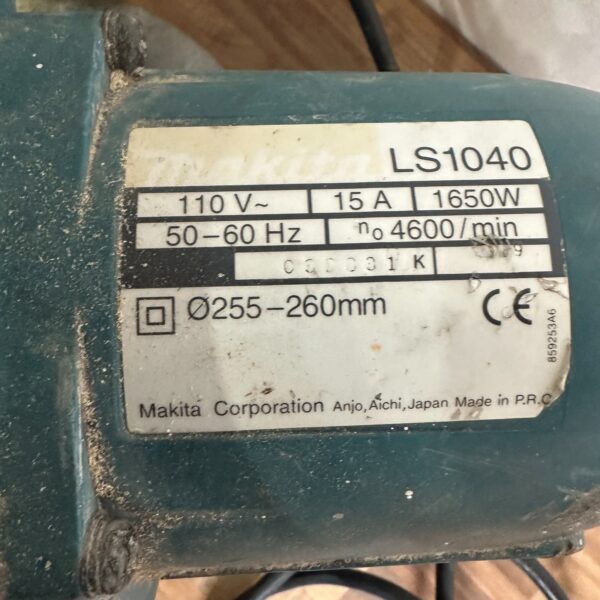 makita LS1040
110 V~ 15 A 1650W
50-60 Hz n₀ 4600/min
K 9
Ø255-260mm CE
859253A6
Makita Corporation Anjo, Aichi, Japan Made in P.R.C